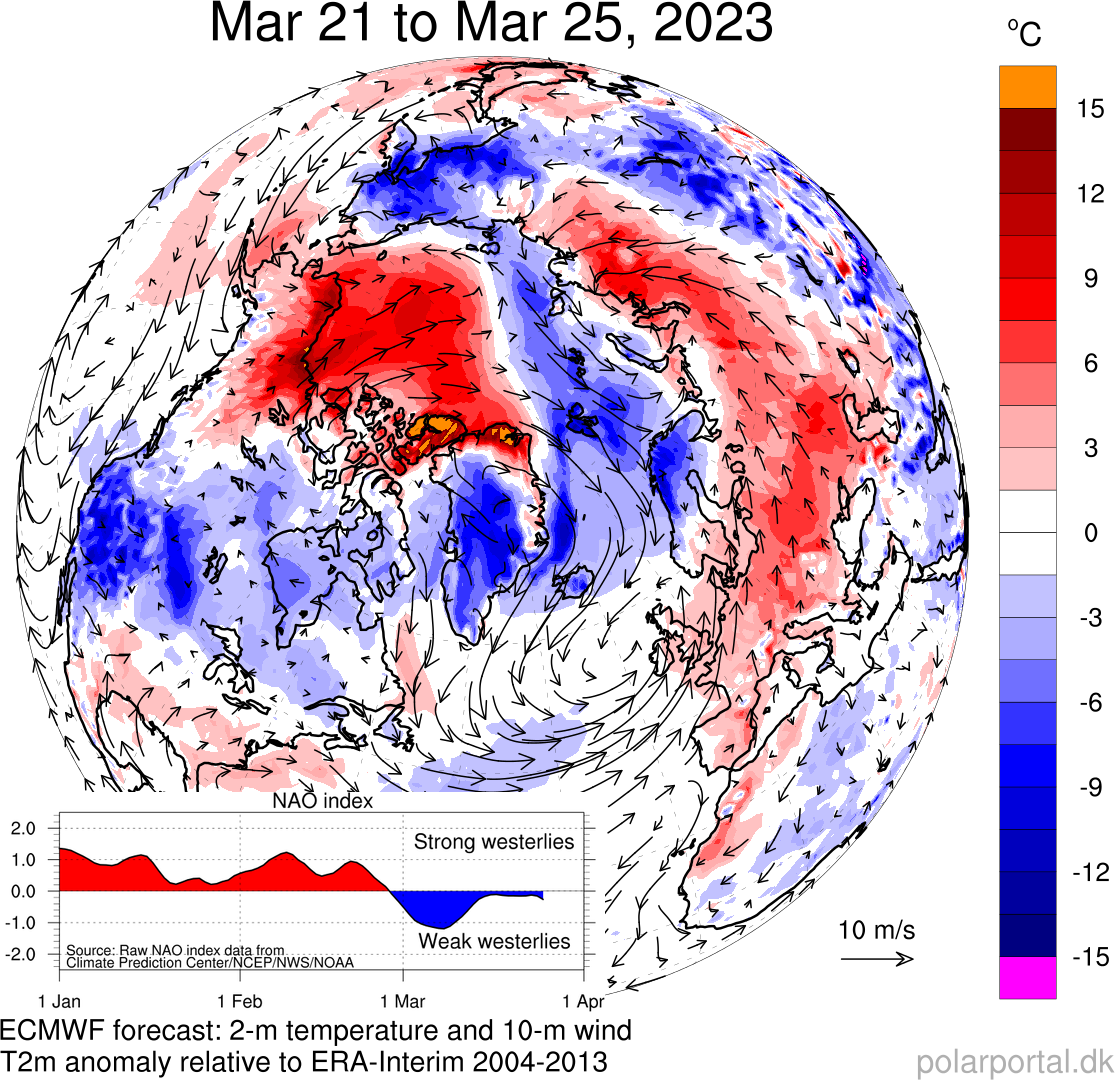 Mar 21 to Mar 25, 2023
oC
15
12
9
6
3
0
-3
-6
-9
-12
-15
NAO index
2.0
1.0
0.0
-1.0
-2.0
Strong westerlies
Weak westerlies
Source: Raw NAO index data from
Climate Prediction Center/NCEP/NWS/NOAA
1 Jan
1 Feb
1 Mar
1 Apr
10 m/s
ECMWF forecast: 2-m temperature and 10-m wind
T2m anomaly relative to ERA-Interim 2004-2013
polarportal.dk